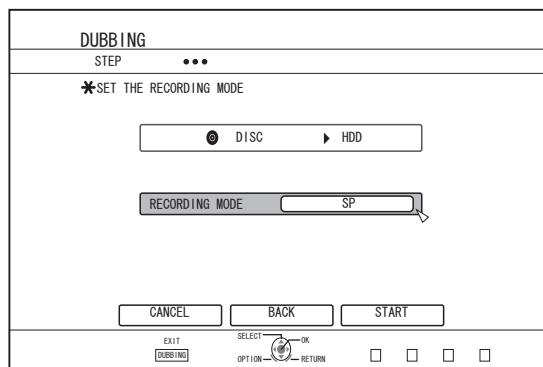 DUBBING
STEP
SET THE RECORDING MODE
DISC HDD
RECORDING MODE SP
CANCEL BACK START
EXIT
DUBBING
SELECT OK
OPTION RETURN